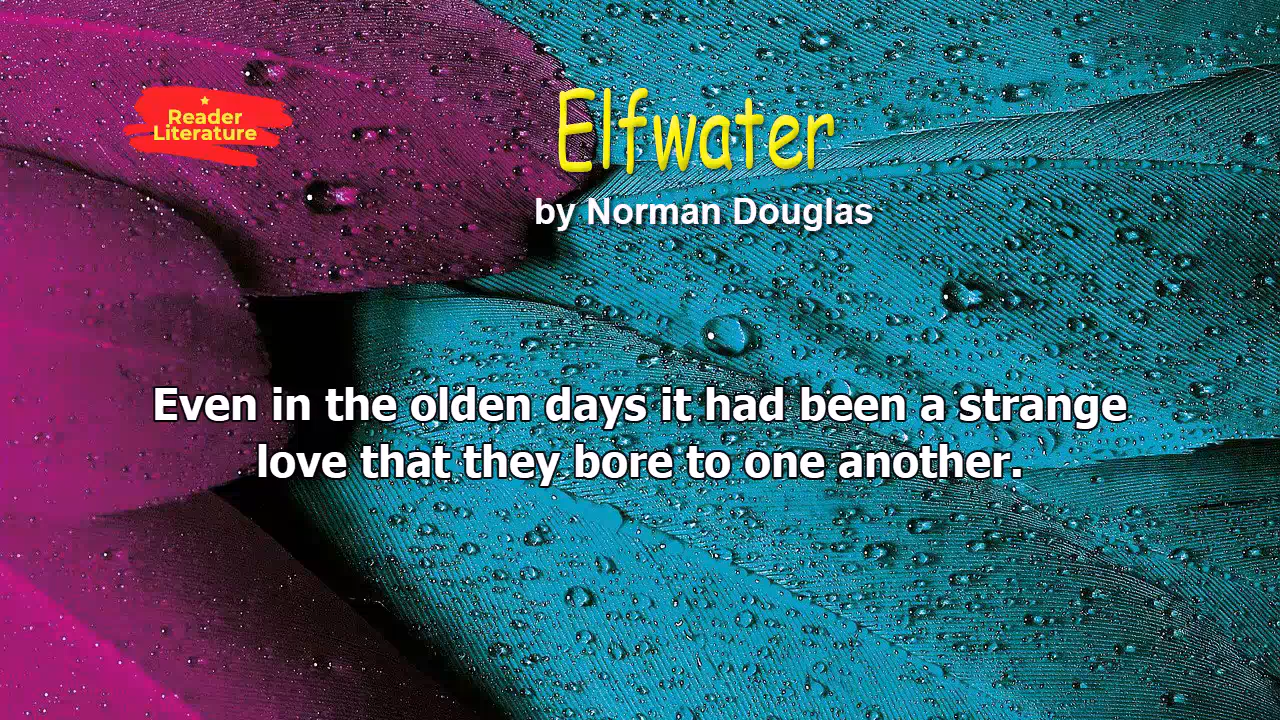 Reader
Literature
Elfwater
by Norman Douglas
Even in the olden days it had been a strange
love that they bore to one another.